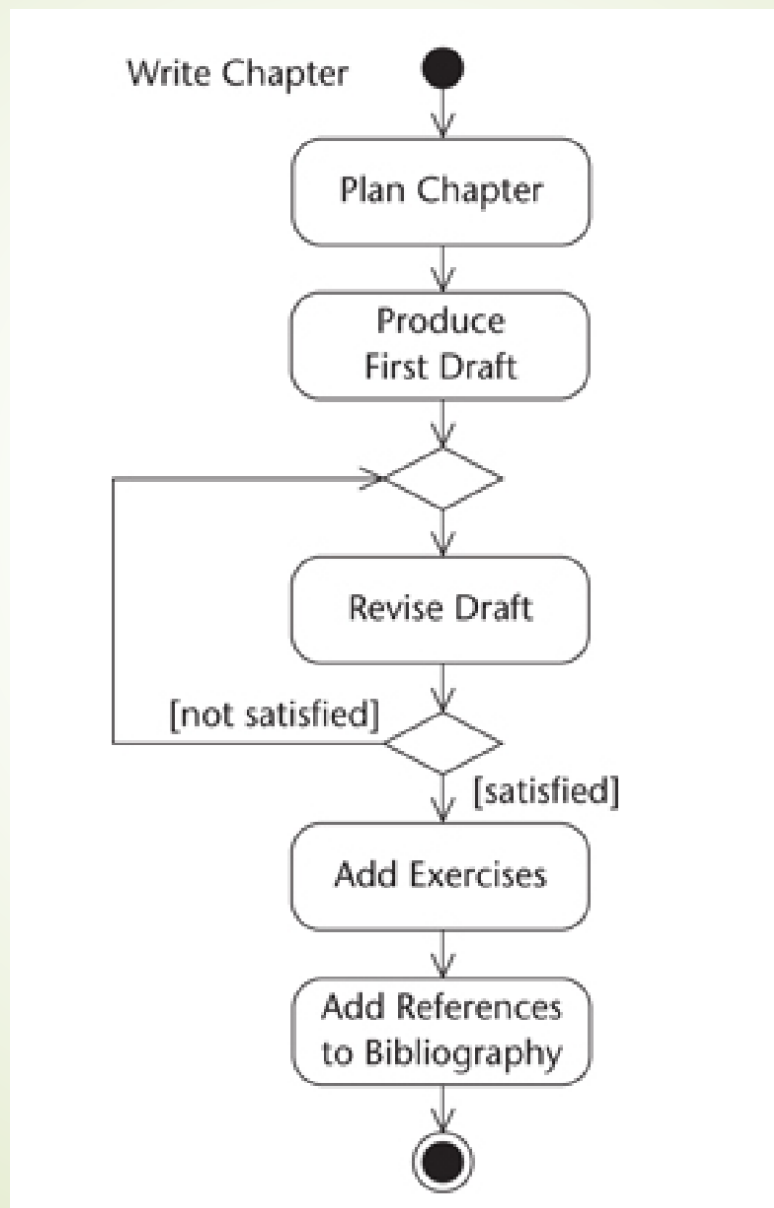 Write Chapter
Plan Chapter
Produce
First Draft
Revise Draft
[not satisfied]
[satisfied]
Add Exercises
Add References
to Bibliography